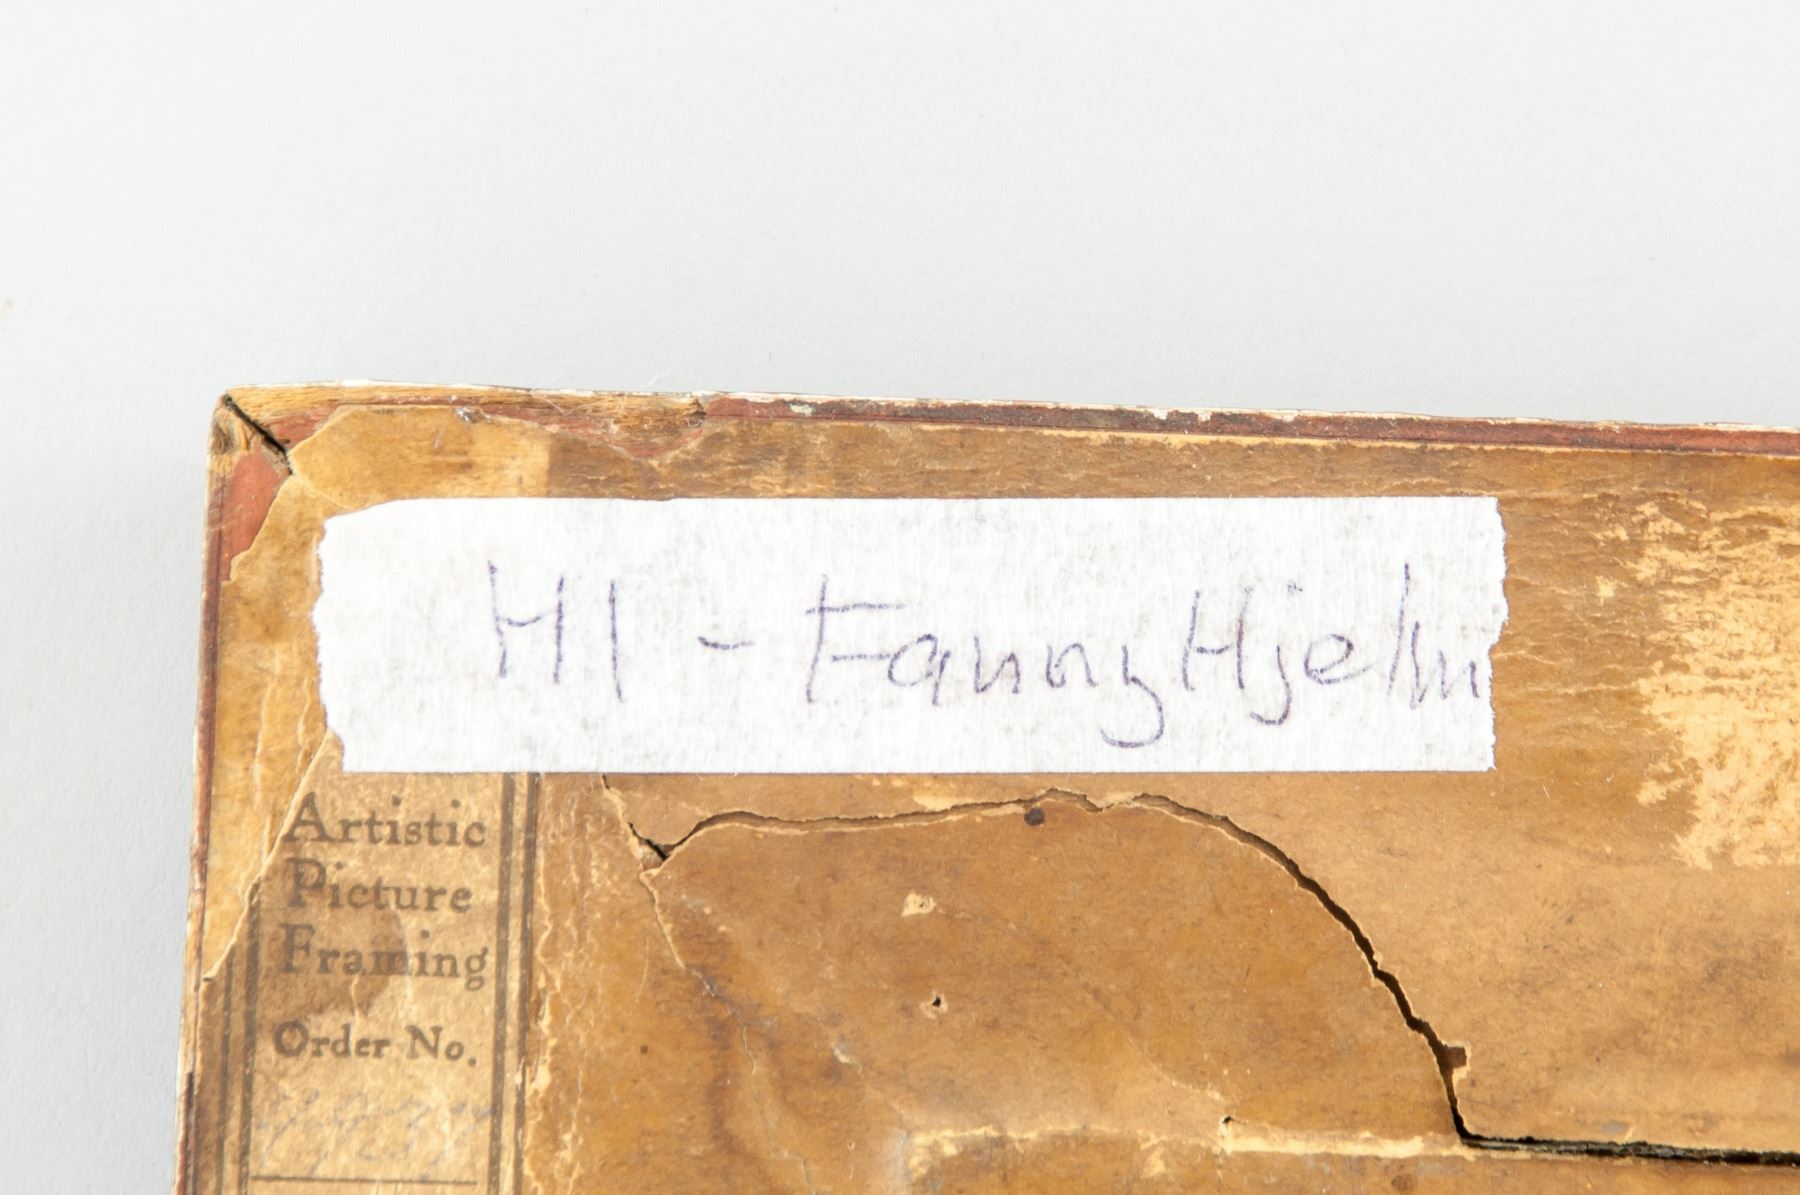 H1 - Fanny Hjelm
Artistic
Picture
Framing
Order No.